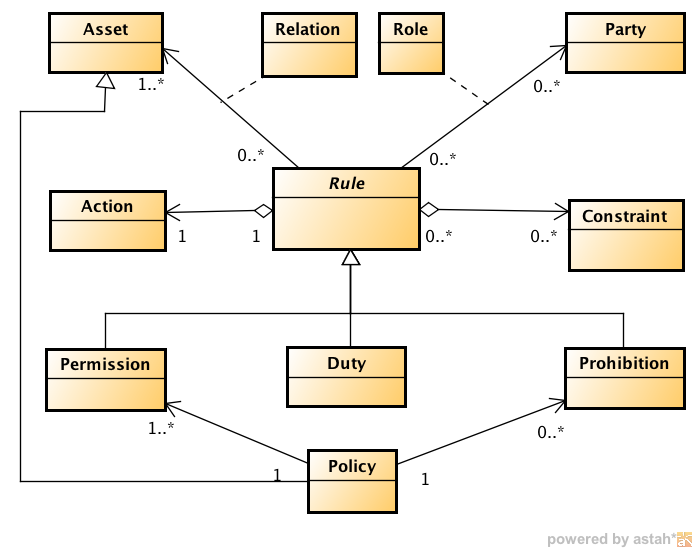 Asset
Relation
Role
Party
1..*
0..*
0..*
0..*
Rule
Action
Constraint
1
1
0..*
0..*
Permission
Duty
Prohibition
1..*
0..*
Policy
1
1
powered by astah*